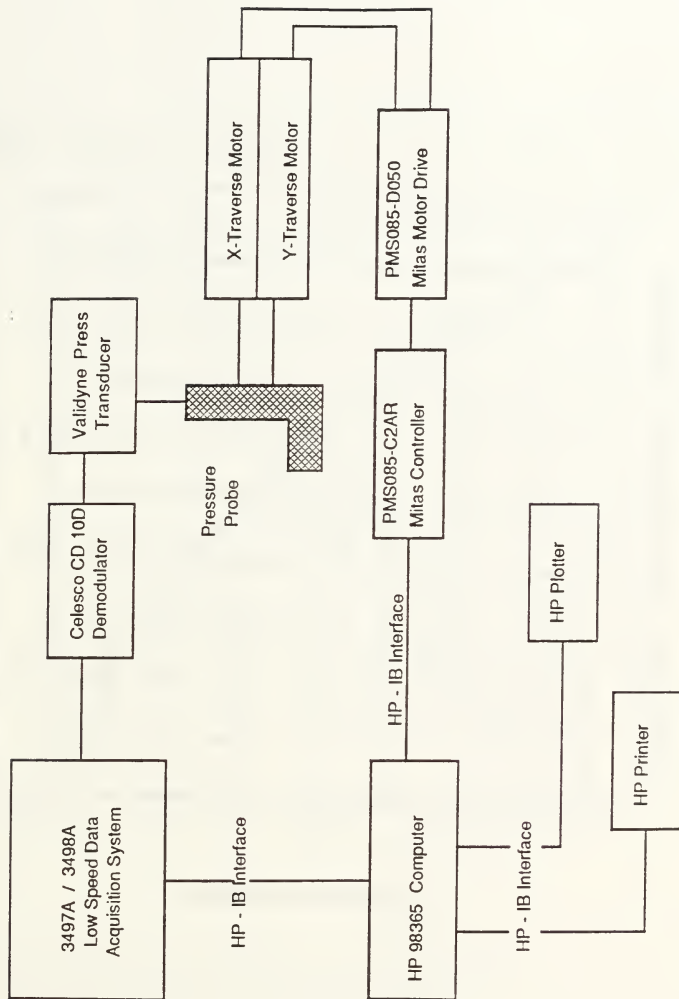 3497A / 3498A
Low Speed Data
Acquisition System
Celesco CD 10D
Demodulator
Validyne Press
Transducer
Pressure
Probe
X-Traverse Motor
Y-Traverse Motor
HP - IB Interface
HP 98365 Computer
HP - IB Interface
PMS085-C2AR
Mitas Controller
PMS085-D050
Mitas Motor Drive
HP - IB Interface
HP Plotter
HP Printer